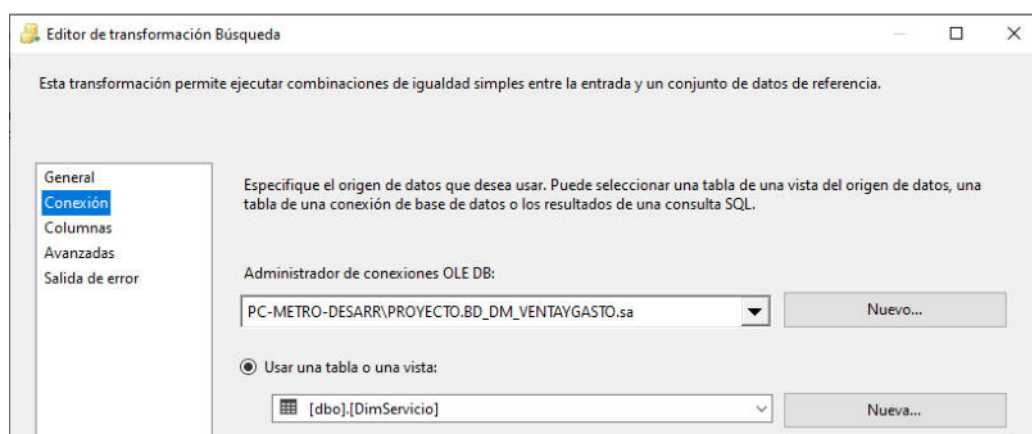 Editor de transformación Búsqueda
Esta transformación permite ejecutar combinaciones de igualdad simples entre la entrada y un conjunto de datos de referencia.
General
Conexión
Columnas
Avanzadas
Salida de error
Especifique el origen de datos que desea usar. Puede seleccionar una tabla de una vista del origen de datos, una
tabla de una conexión de base de datos o los resultados de una consulta SQL.
Administrador de conexiones OLE DB:
PC-METRO-DESARR\PROYECTO.BD_DM_VENTAYGASTO.sa
Nuevo...
Usar una tabla o una vista:
[dbo].[DimServicio]
Nueva...